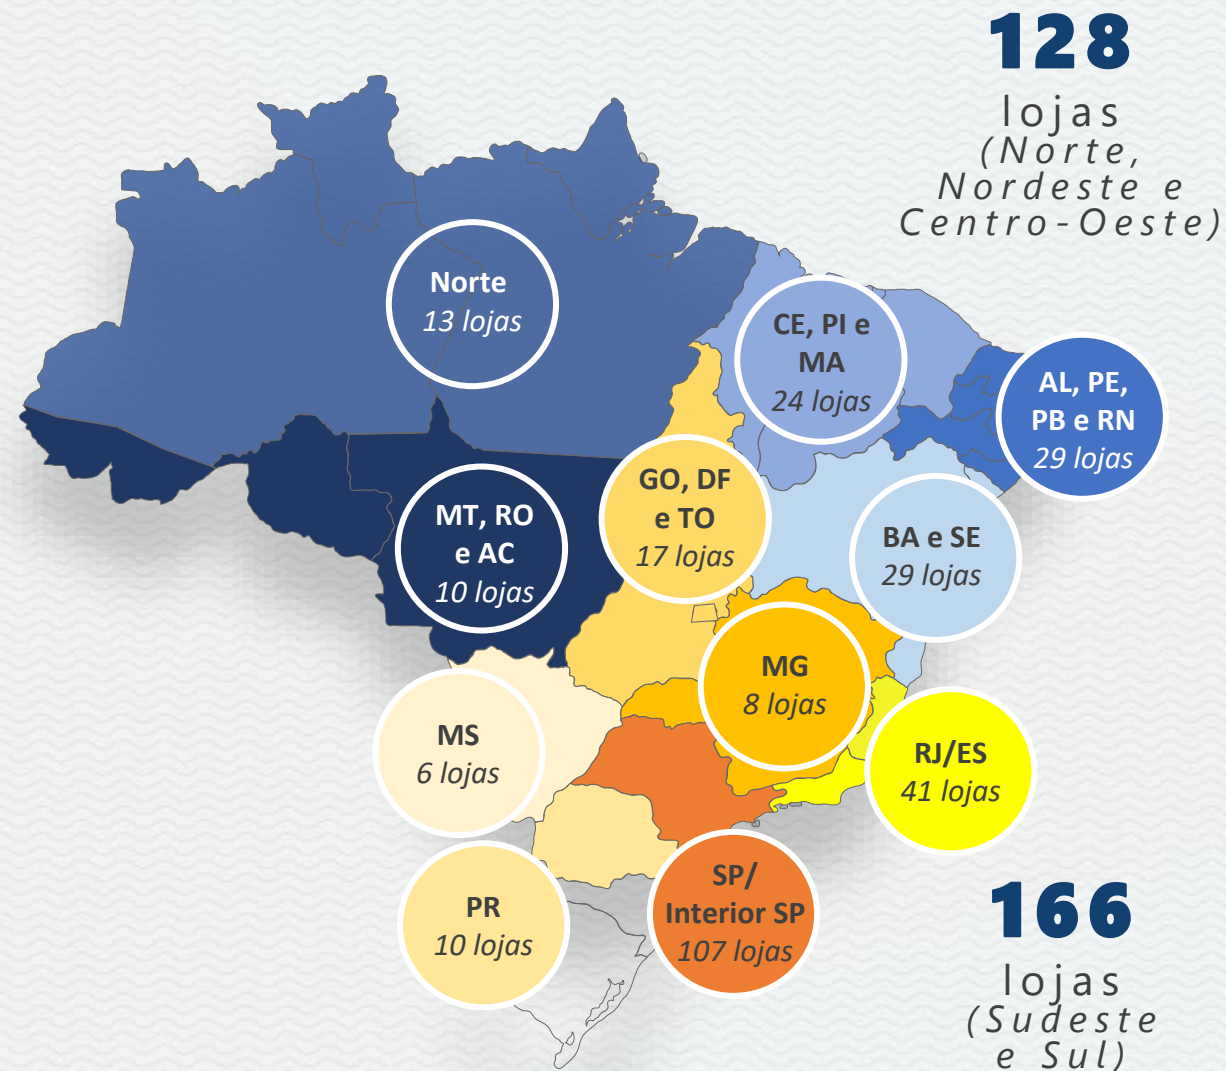 128
lojas
(Norte,
Nordeste e
Centro-Oeste)
Norte
13 lojas
CE, PI e
MA
24 lojas
AL, PE,
PB e RN
29 lojas
GO, DF
e TO
17 lojas
MT, RO
e AC
10 lojas
BA e SE
29 lojas
MG
8 lojas
MS
6 lojas
RJ/ES
41 lojas
SP/
Interior SP
107 lojas
PR
10 lojas
166
lojas
(Sudeste
e Sul)